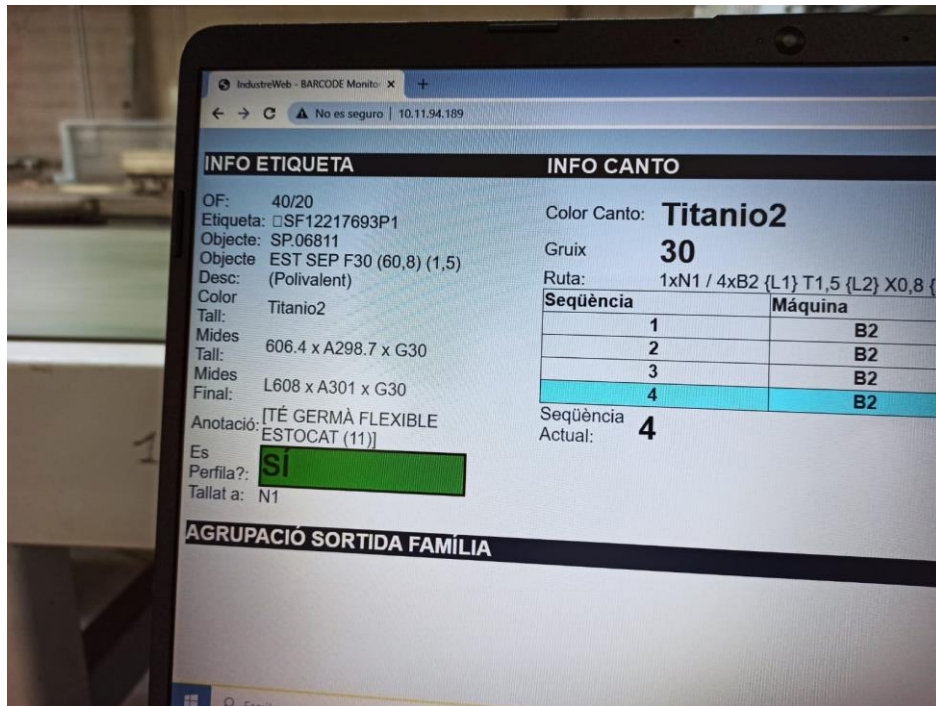 IndustreWeb - BARCODE Monito
No es seguro | 10.11.94.189
INFO ETIQUETA
OF: 40/20
Etiqueta: □SF12217693P1
Objecte: SP.06811
Objecte Desc: EST SEP F30 (60,8) (1,5)
(Polivalent)
Color Tall: Titanio2
Mides Tall: 606.4 x A298.7 x G30
Mides Final: L608 x A301 x G30
Anotació: [TÉ GERMÀ FLEXIBLE
ESTOCAT (11)]
Es Perfila?: SÍ
Tallat a: N1
INFO CANTO
Color Canto: Titanio2
Gruix 30
Ruta: 1xN1 / 4xB2 {L1} T1,5 {L2} X0,8 {
Seqüència Máquina
1 B2
2 B2
3 B2
4 B2
Seqüència Actual: 4
AGRUPACIÓ SORTIDA FAMÍLIA
1